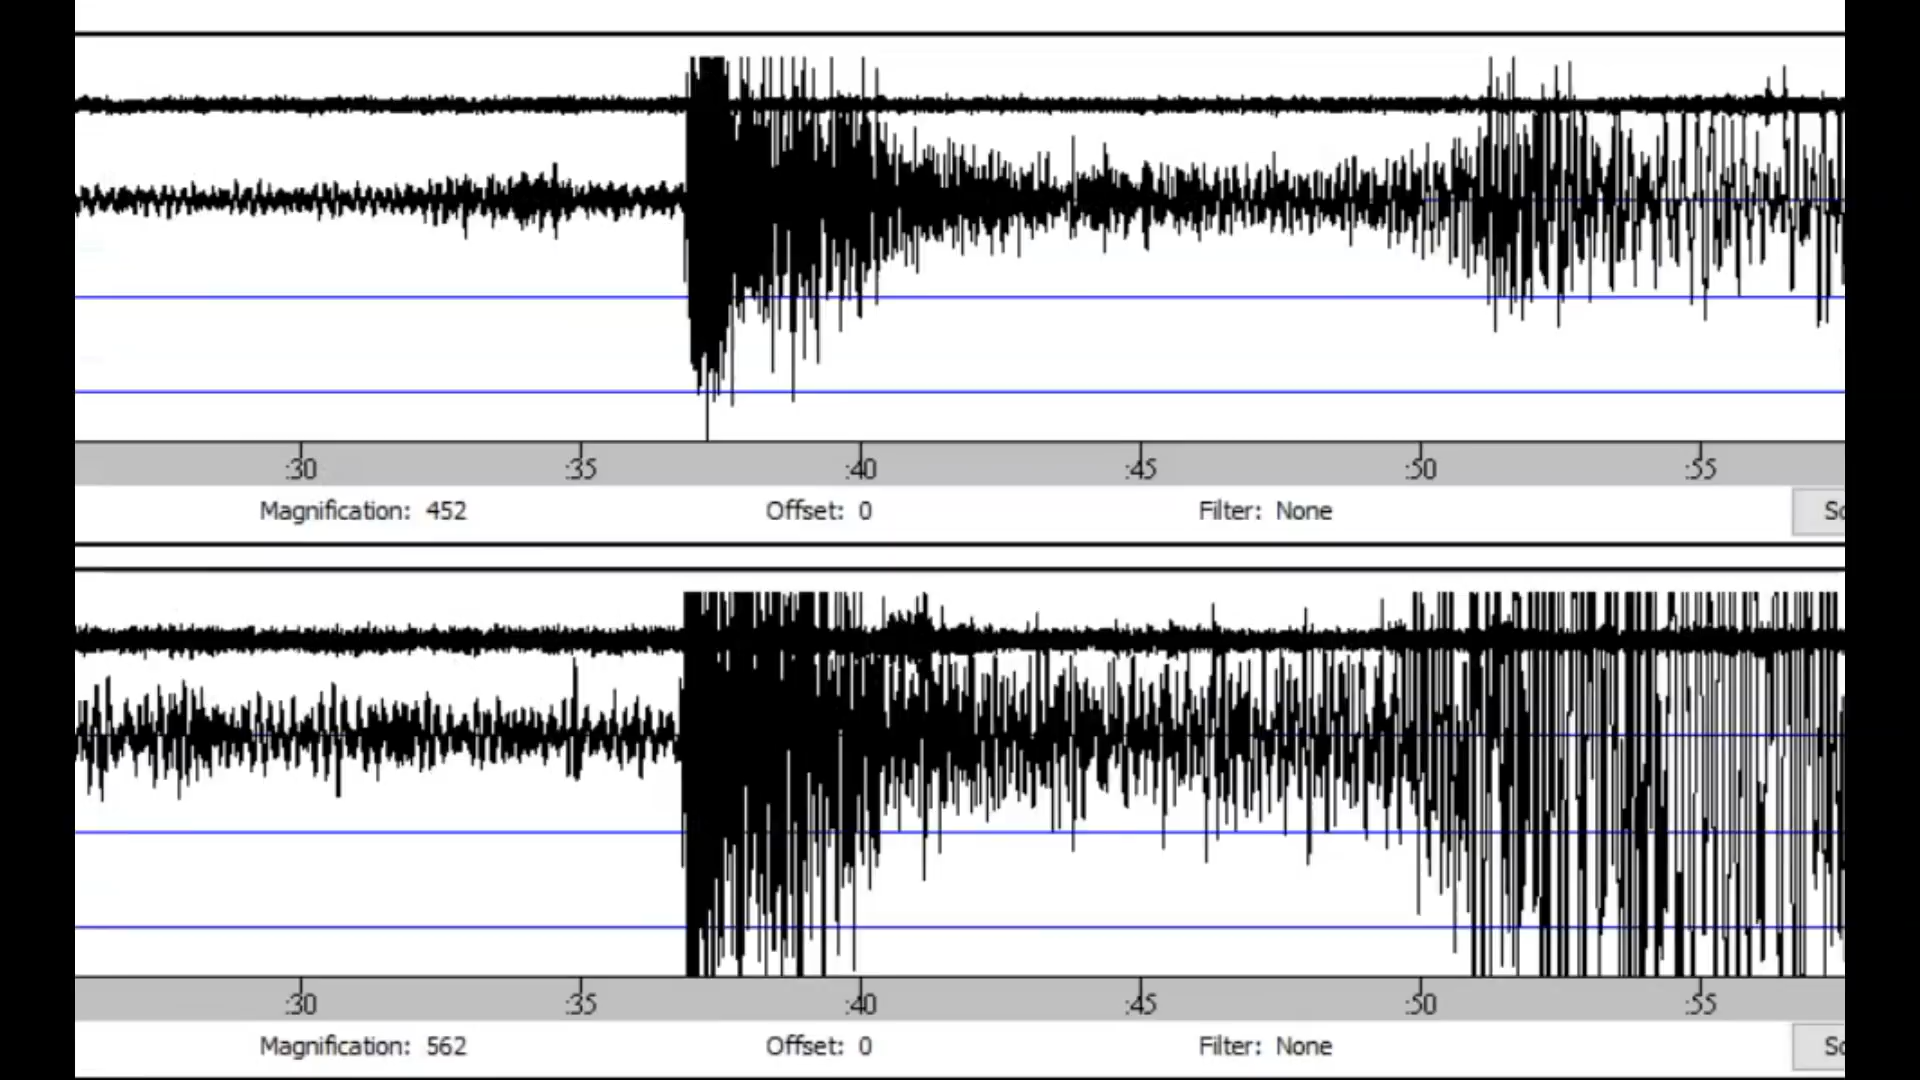 :30 :35 :40 :45 :50 :55
Magnification: 452 Offset: 0 Filter: None
:30 :35 :40 :45 :50 :55
Magnification: 562 Offset: 0 Filter: None